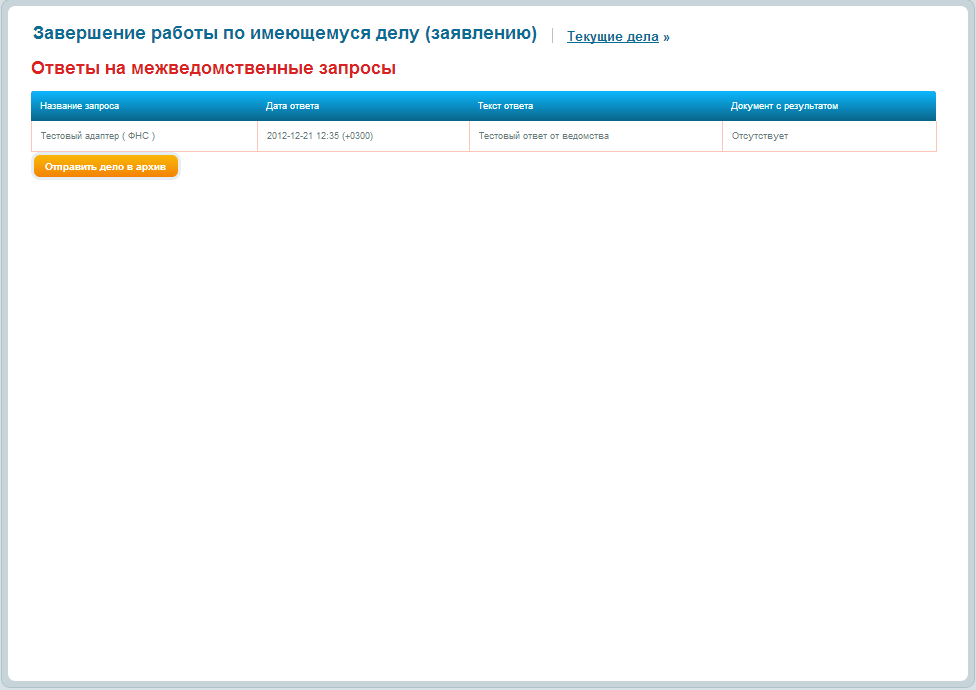 Завершение работы по имеющемуся делу (заявлению) | Текущие дела »
Ответы на межведомственные запросы
Название запроса Дата ответа Текст ответа Документ с результатом
Тестовый адаптер ( ФНС ) 2012-12-21 12:35 (+0300) Тестовый ответ от ведомства Отсутствует
Отправить дело в архив